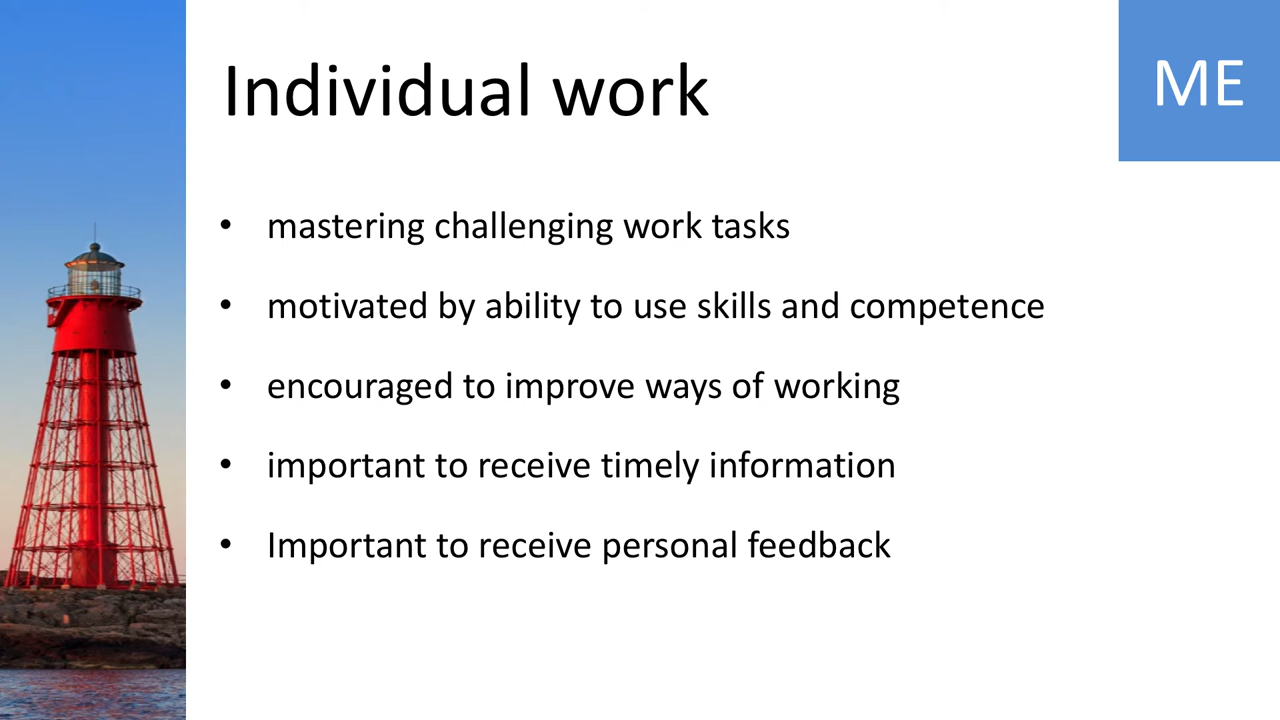 Individual work
ME
• mastering challenging work tasks
• motivated by ability to use skills and competence
• encouraged to improve ways of working
• important to receive timely information
• Important to receive personal feedback